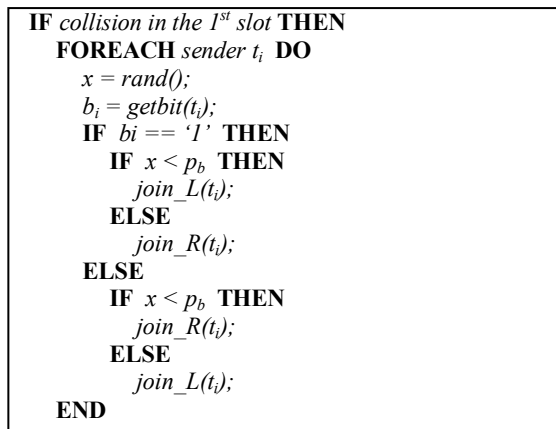 IF collision in the 1st slot THEN
FOREACH sender ti DO
x = rand();
bi = getbit(ti);
IF bi == ‘1’ THEN
IF x < pb THEN
join_L(ti);
ELSE
join_R(ti);
ELSE
IF x < pb THEN
join_R(ti);
ELSE
join_L(ti);
END